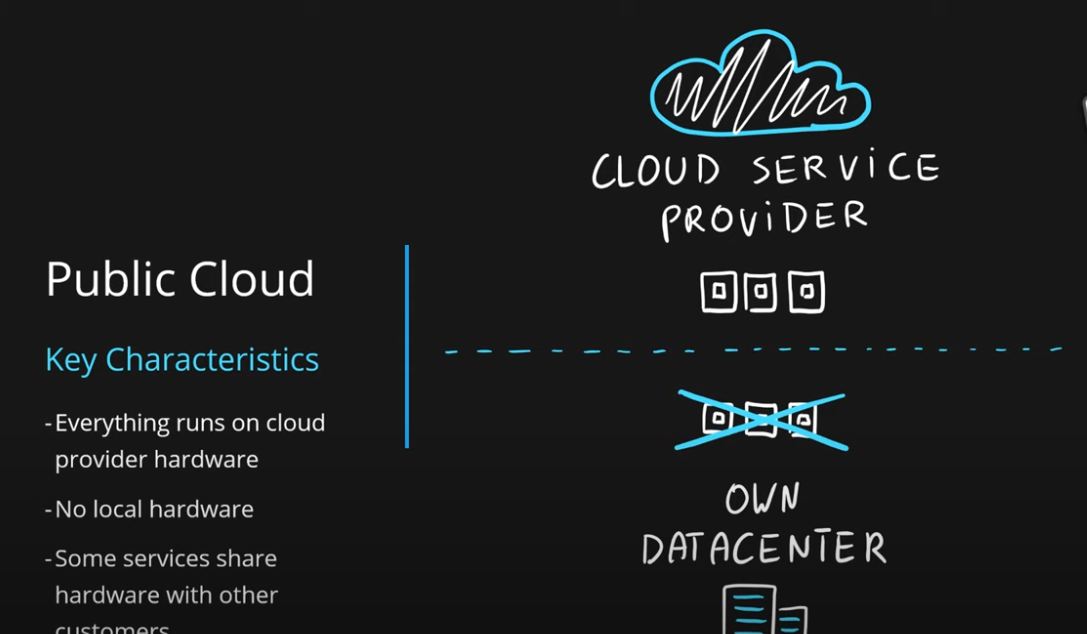 CLOUD SERVICE
PROVIDER
Public Cloud
Key Characteristics
-Everything runs on cloud
provider hardware
-No local hardware
-Some services share
hardware with other
customers
OWN
DATACENTER